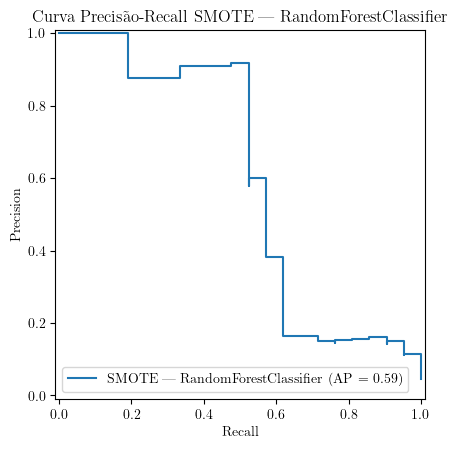 Curva Precisão-Recall SMOTE — RandomForestClassifier
1.0
0.8
0.6
0.4
0.2
0.0
Precision
SMOTE — RandomForestClassifier (AP = 0.59)
0.0 0.2 0.4 0.6 0.8 1.0
Recall